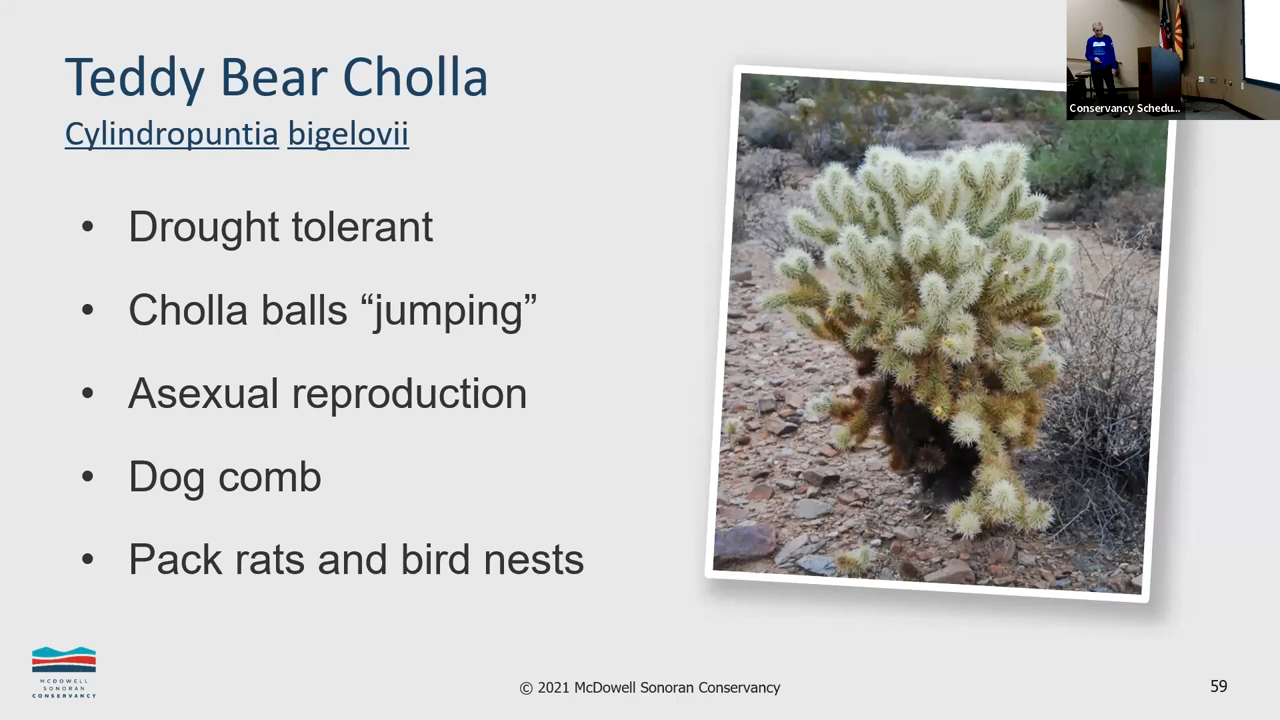 Teddy Bear Cholla
Cylindropuntia bigelovii
• Drought tolerant
• Cholla balls “jumping”
• Asexual reproduction
• Dog comb
• Pack rats and bird nests
Conservancy Schedu...
MCDOWELL
SONORAN
CONSERVANCY
© 2021 McDowell Sonoran Conservancy
59